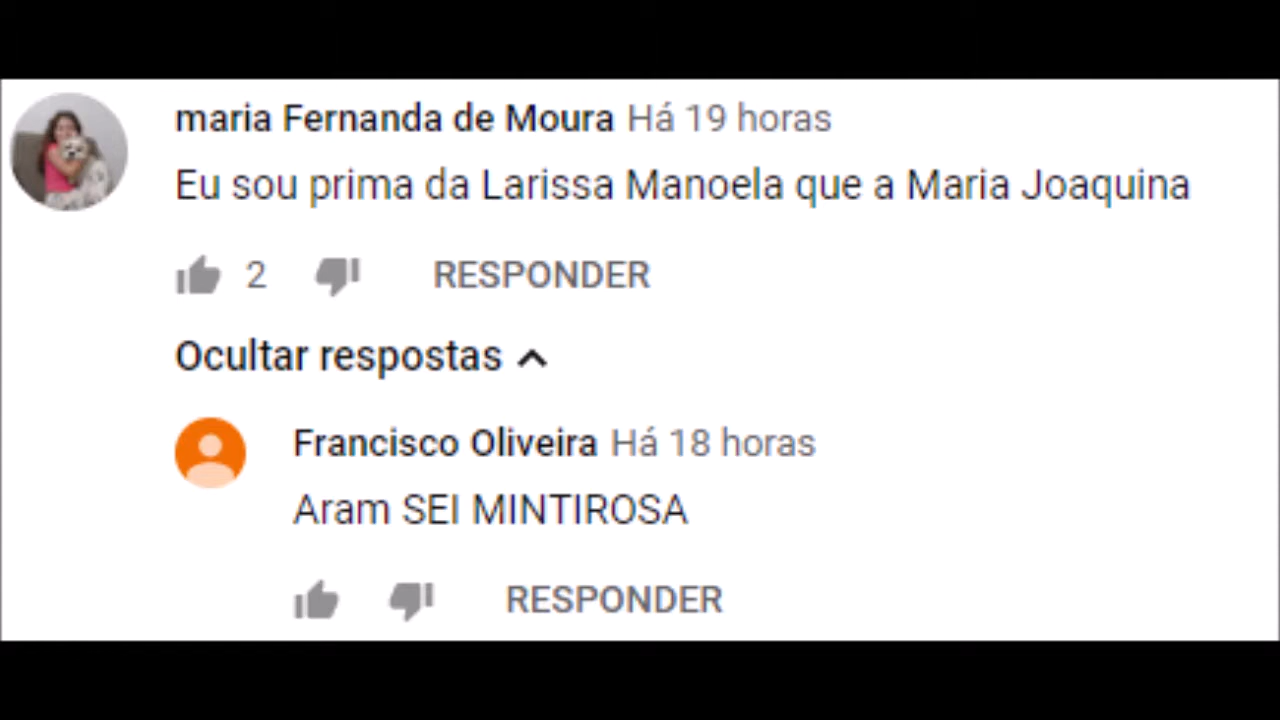 maria Fernanda de Moura Há 19 horas
Eu sou prima da Larissa Manoela que a Maria Joaquina
2 RESPONDER
Ocultar respostas
Francisco Oliveira Há 18 horas
Aram SEI MINTIROSA
RESPONDER